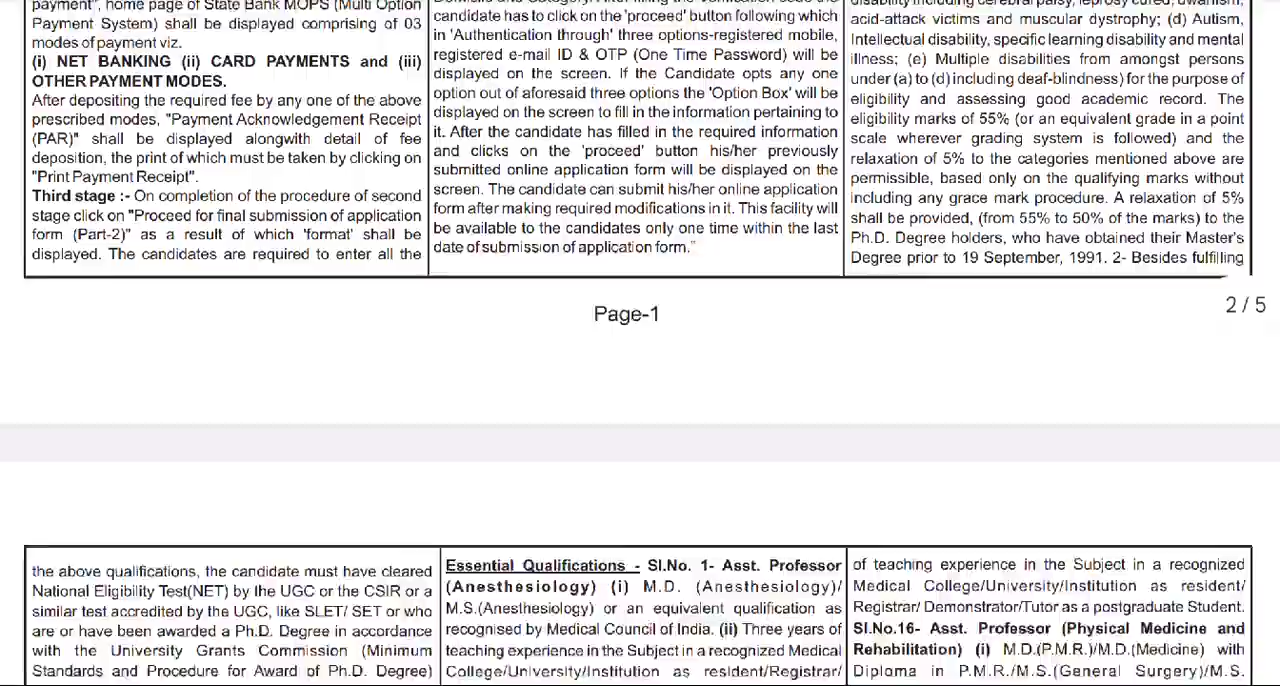 payment", home page of State Bank MOPS (Multi Option
Payment System) shall be displayed comprising of 03
modes of payment viz.
(i) NET BANKING (ii) CARD PAYMENTS and (iii)
OTHER PAYMENT MODES.
After depositing the required fee by any one of the above
prescribed modes, "Payment Acknowledgement Receipt
(PAR)" shall be displayed alongwith detail of fee
deposition, the print of which must be taken by clicking on
"Print Payment Receipt".
Third stage :- On completion of the procedure of second
stage click on "Proceed for final submission of application
form (Part-2)" as a result of which 'format' shall be
displayed. The candidates are required to enter all the
candidate has to click on the 'proceed' button following which
in 'Authentication through' three options-registered mobile,
registered e-mail ID & OTP (One Time Password) will be
displayed on the screen. If the Candidate opts any one
option out of aforesaid three options the 'Option Box' will be
displayed on the screen to fill in the information pertaining to
it. After the candidate has filled in the required information
and clicks on the 'proceed' button his/her previously
submitted online application form will be displayed on the
screen. The candidate can submit his/her online application
form after making required modifications in it. This facility will
be available to the candidates only one time within the last
date of submission of application form."
disability including cerebral palsy, leprosy cured, dwarfism,
acid-attack victims and muscular dystrophy; (d) Autism,
Intellectual disability, specific learning disability and mental
illness; (e) Multiple disabilities from amongst persons
under (a) to (d) including deaf-blindness) for the purpose of
eligibility and assessing good academic record. The
eligibility marks of 55% (or an equivalent grade in a point
scale wherever grading system is followed) and the
relaxation of 5% to the categories mentioned above are
permissible, based only on the qualifying marks without
including any grace mark procedure. A relaxation of 5%
shall be provided, (from 55% to 50% of the marks) to the
Ph.D. Degree holders, who have obtained their Master's
Degree prior to 19 September, 1991. 2- Besides fulfilling
Page-1
2 / 5
the above qualifications, the candidate must have cleared
National Eligibility Test(NET) by the UGC or the CSIR or a
similar test accredited by the UGC, like SLET/ SET or who
are or have been awarded a Ph.D. Degree in accordance
with the University Grants Commission (Minimum
Standards and Procedure for Award of Ph.D. Degree)
Essential Qualifications - Sl.No. 1- Asst. Professor
(Anesthesiology) (i) M.D. (Anesthesiology)/
M.S.(Anesthesiology) or an equivalent qualification as
recognised by Medical Council of India. (ii) Three years of
teaching experience in the Subject in a recognized Medical
College/University/Institution as resident/Registrar/
of teaching experience in the Subject in a recognized
Medical College/University/Institution as resident/
Registrar/ Demonstrator/Tutor as a postgraduate Student.
Sl.No.16- Asst. Professor (Physical Medicine and
Rehabilitation) (i) M.D.(P.M.R.)/M.D.(Medicine) with
Diploma in P.M.R./M.S.(General Surgery)/M.S.